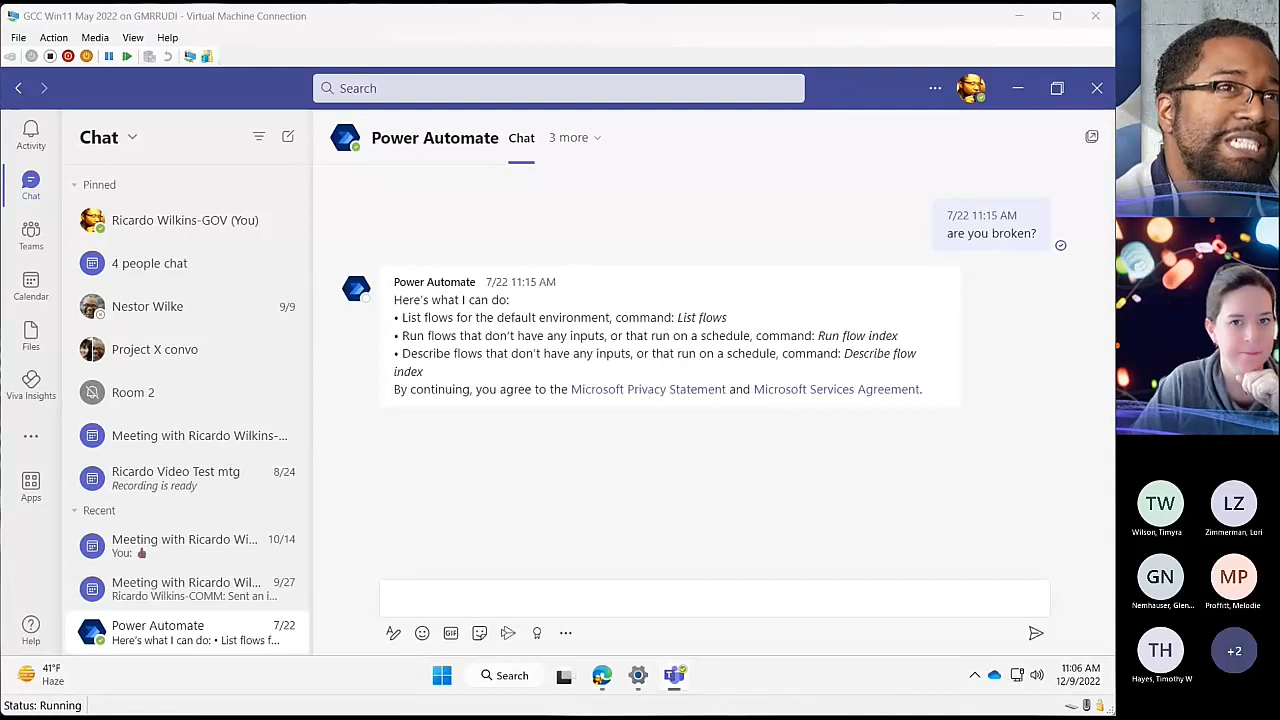 GCC Win11 May 2022 on GMRRUDI - Virtual Machine Connection
File Action Media View Help
Search
Activity
Chat
Teams
Calendar
Files
Viva Insights
Apps
Help
Chat
Pinned
Ricardo Wilkins-GOV (You)
4 people chat
Nestor Wilke 9/9
Project X convo
Room 2
Meeting with Ricardo Wilkins-...
Ricardo Video Test mtg 8/24
Recording is ready
Recent
Meeting with Ricardo Wi... 10/14
You:
Meeting with Ricardo Wil... 9/27
Ricardo Wilkins-COMM: Sent an i...
Power Automate 7/22
Here's what I can do: • List flows f...
Power Automate Chat 3 more
7/22 11:15 AM
are you broken?
Power Automate 7/22 11:15 AM
Here's what I can do:
• List flows for the default environment, command: List flows
• Run flows that don't have any inputs, or that run on a schedule, command: Run flow index
• Describe flows that don't have any inputs, or that run on a schedule, command: Describe flow
index
By continuing, you agree to the Microsoft Privacy Statement and Microsoft Services Agreement.
GIF
41°F
Haze
Search
11:06 AM
12/9/2022
Status: Running
TW
Wilson, Timyra
LZ
Zimmerman, Lori
GN
Nemhauser, Glen...
MP
Proffitt, Melodie
TH
Hayes, Timothy W
+2